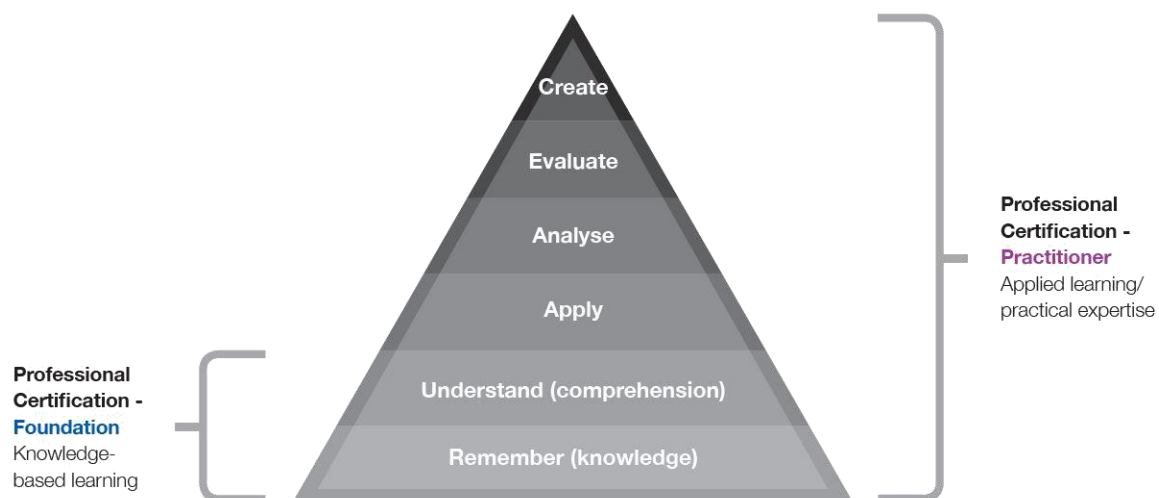 Create
Evaluate
Analyse
Apply
Understand (comprehension)
Remember (knowledge)
Professional
Certification -
Foundation
Knowledge-
based learning
Professional
Certification -
Practitioner
Applied learning/
practical expertise